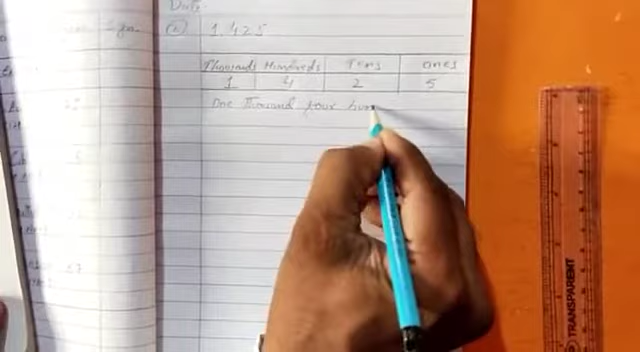 Date
(a) 1,425
Thousands Hundreds Tens ones
1 4 2 5
One Thousand four hun
TRANSPARENT